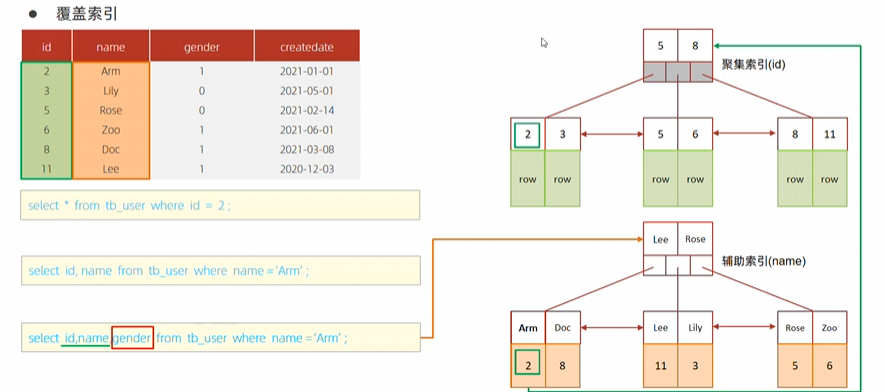 ● 覆盖索引
id name gender createdate
2 Arm 1 2021-01-01
3 Lily 0 2021-05-01
5 Rose 0 2021-02-14
6 Zoo 1 2021-06-01
8 Doc 1 2021-03-08
11 Lee 1 2020-12-03
select * from tb_user where id = 2 ;
select id, name from tb_user where name = 'Arm' ;
select id,name,gender from tb_user where name = 'Arm' ;
5 8
聚集索引(id)
2 3 5 6 8 11
row row row row row row
Lee Rose
辅助索引(name)
Arm Doc Lee Lily Rose Zoo
2 8 11 3 5 6